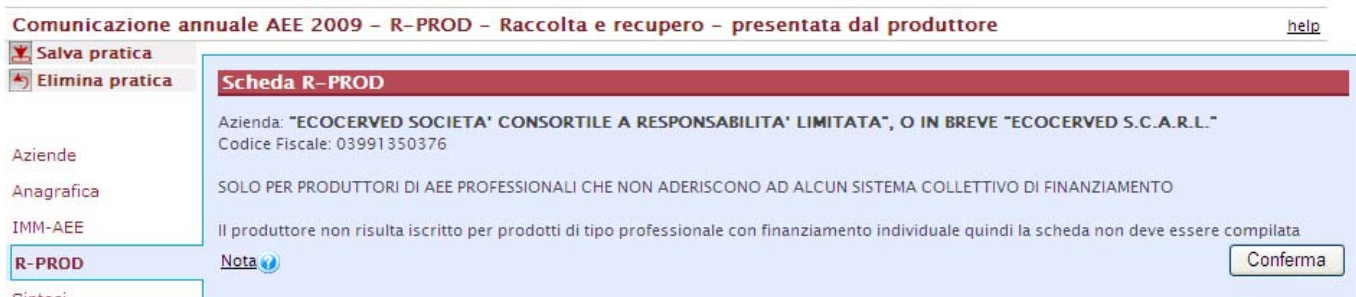 Comunicazione annuale AEE 2009 – R-PROD – Raccolta e recupero – presentata dal produttore
help
Salva pratica
Elimina pratica
Scheda R-PROD
Azienda: "ECOCERVED SOCIETA' CONSORTILE A RESPONSABILITA' LIMITATA", O IN BREVE "ECOCERVED S.C.A.R.L."
Codice Fiscale: 03991350376
Aziende
Anagrafica
SOLO PER PRODUTTORI DI AEE PROFESSIONALI CHE NON ADERISCONO AD ALCUN SISTEMA COLLETTIVO DI FINANZIAMENTO
IMM-AEE
Il produttore non risulta iscritto per prodotti di tipo professionale con finanziamento individuale quindi la scheda non deve essere compilata
R-PROD
Nota
Conferma